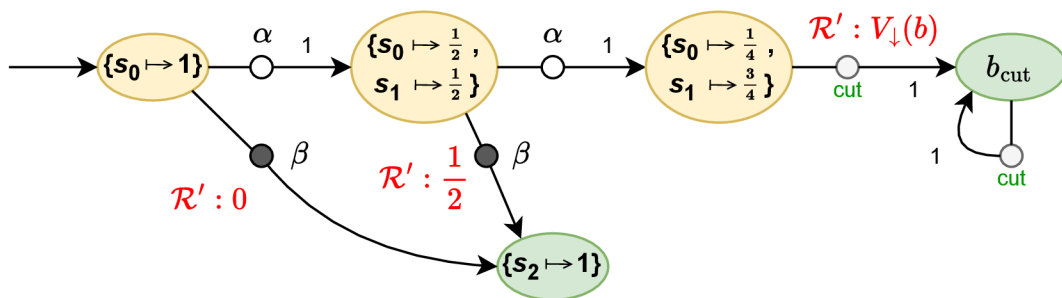 α
1
α
1
R′ : V↓(b)
{s₀ ↦ 1}
{s₀ ↦ 1/2 ,
s₁ ↦ 1/2 }
{s₀ ↦ 1/4 ,
s₁ ↦ 3/4 }
b_cut
cut
1
β
R′ : 0
β
R′ : 1/2
1
cut
{s₂ ↦ 1}